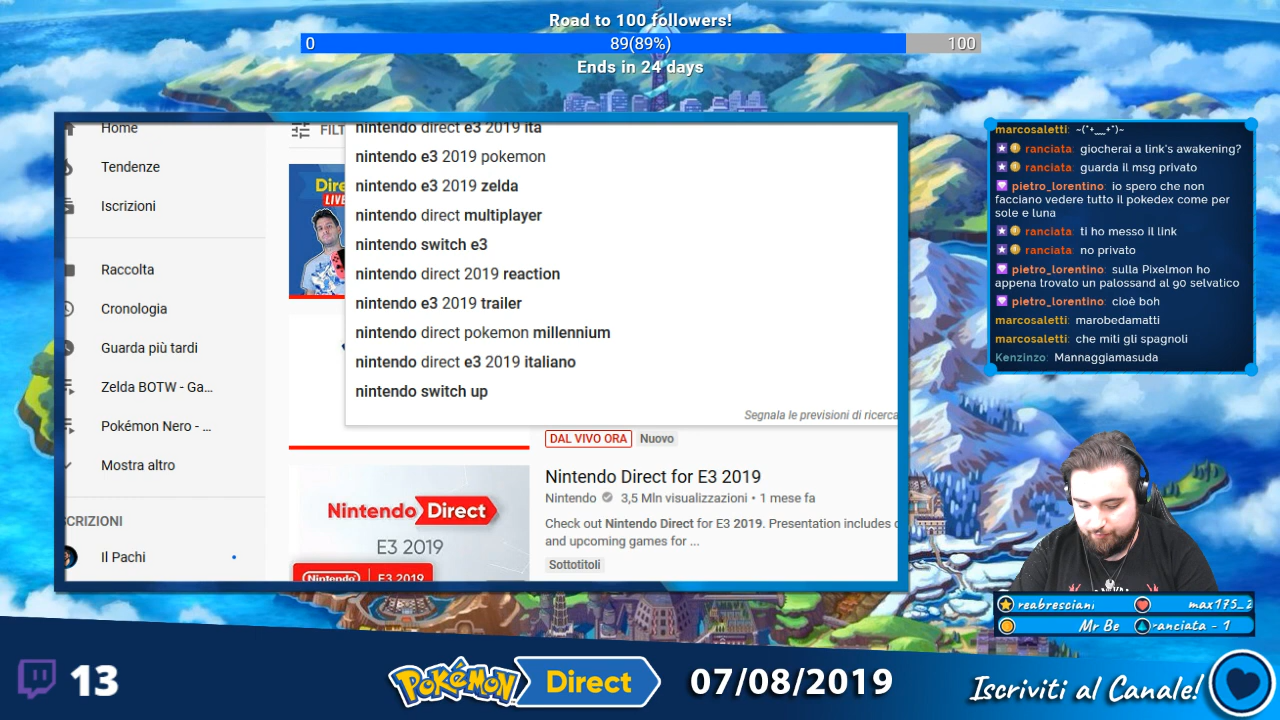 Road to 100 followers!
0 89(89%) 100
Ends in 24 days
Home
Tendenze
Iscrizioni
Raccolta
Cronologia
Guarda più tardi
Zelda BOTW - Ga...
Pokémon Nero - ...
Mostra altro
SCRIZIONI
Il Pachi
FILT
Dire
LIVE
nintendo direct e3 2019 ita
nintendo e3 2019 pokemon
nintendo e3 2019 zelda
nintendo direct multiplayer
nintendo switch e3
nintendo direct 2019 reaction
nintendo e3 2019 trailer
nintendo direct pokemon millennium
nintendo direct e3 2019 italiano
nintendo switch up
Segnala le previsioni di ricerca
DAL VIVO ORA Nuovo
Nintendo Direct
E3 2019
Nintendo E3 2019
Nintendo Direct for E3 2019
Nintendo 3,5 Mln visualizzazioni • 1 mese fa
Check out Nintendo Direct for E3 2019. Presentation includes
and upcoming games for ...
Sottotitoli
marcosaletti: ~(˚+﹏+˚)~
ranciata: giocherai a link's awakening?
ranciata: guarda il msg privato
pietro_lorentino: io spero che non
facciano vedere tutto il pokedex come per
sole e luna
ranciata: ti ho messo il link
ranciata: no privato
pietro_lorentino: sulla Pixelmon ho
appena trovato un palossand al 90 selvatico
pietro_lorentino: cioè boh
marcosaletti: marobedamatti
marcosaletti: che miti gli spagnoli
Kenzinzo: Mannaggiamasuda
reabresciani max175_2
Mr Be ranciata - 1
13
Pokémon Direct
07/08/2019
Iscriviti al Canale!